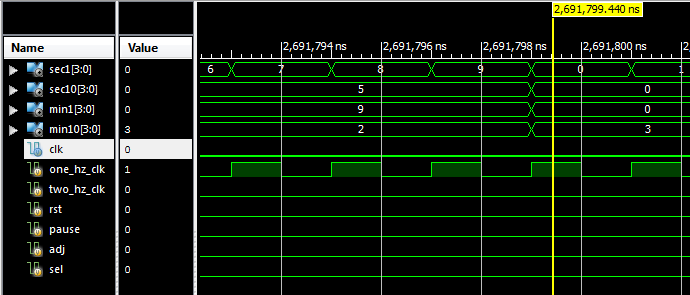 2,691,799.440 ns
Name Value 2,691,794 ns 2,691,796 ns 2,691,798 ns 2,691,800 ns
sec1[3:0] 0 6 7 8 9 0 1
sec10[3:0] 0 5 0
min1[3:0] 0 9 0
min10[3:0] 3 2 3
clk 0
one_hz_clk 1
two_hz_clk 0
rst 0
pause 0
adj 0
sel 0